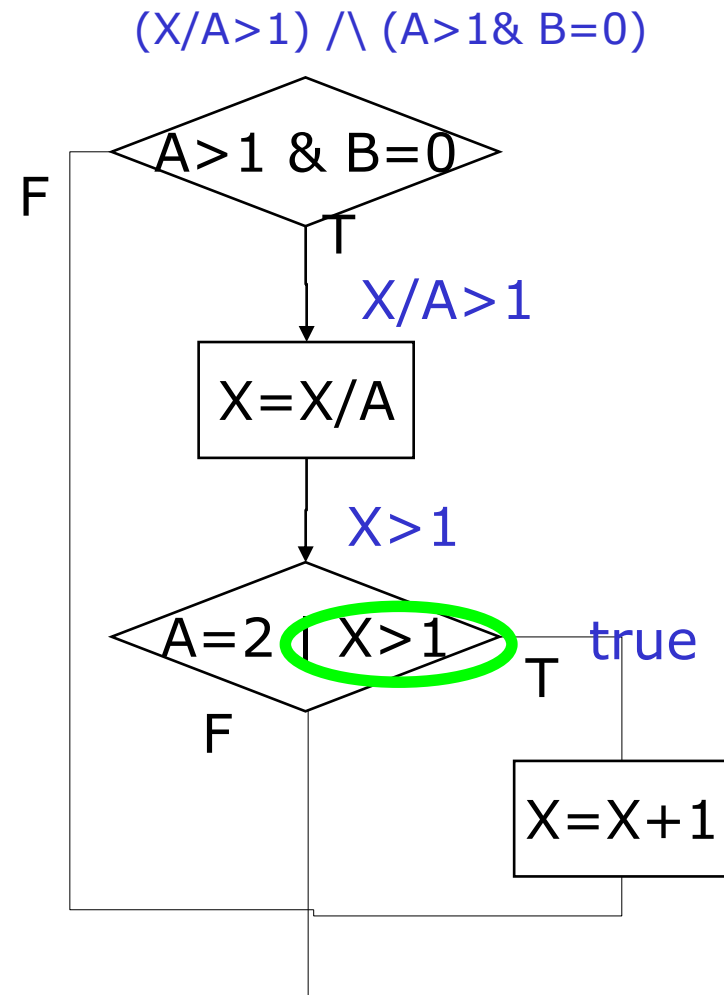 (X/A>1) /\ (A>1& B=0)
A>1 & B=0
F
T
X/A>1
X=X/A
X>1
A=2 | X>1
true
T
F
X=X+1